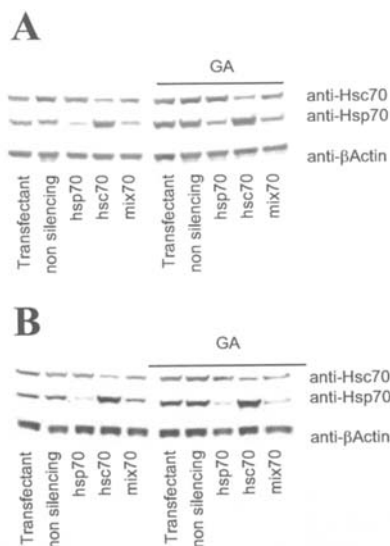 A
GA
anti-Hsc70
anti-Hsp70
anti-βActin
Transfectant
non silencing
hsp70
hsc70
mix70
Transfectant
non silencing
hsp70
hsc70
mix70
B
GA
anti-Hsc70
anti-Hsp70
anti-βActin
Transfectant
non silencing
hsp70
hsc70
mix70
Transfectant
non silencing
hsp70
hsc70
mix70